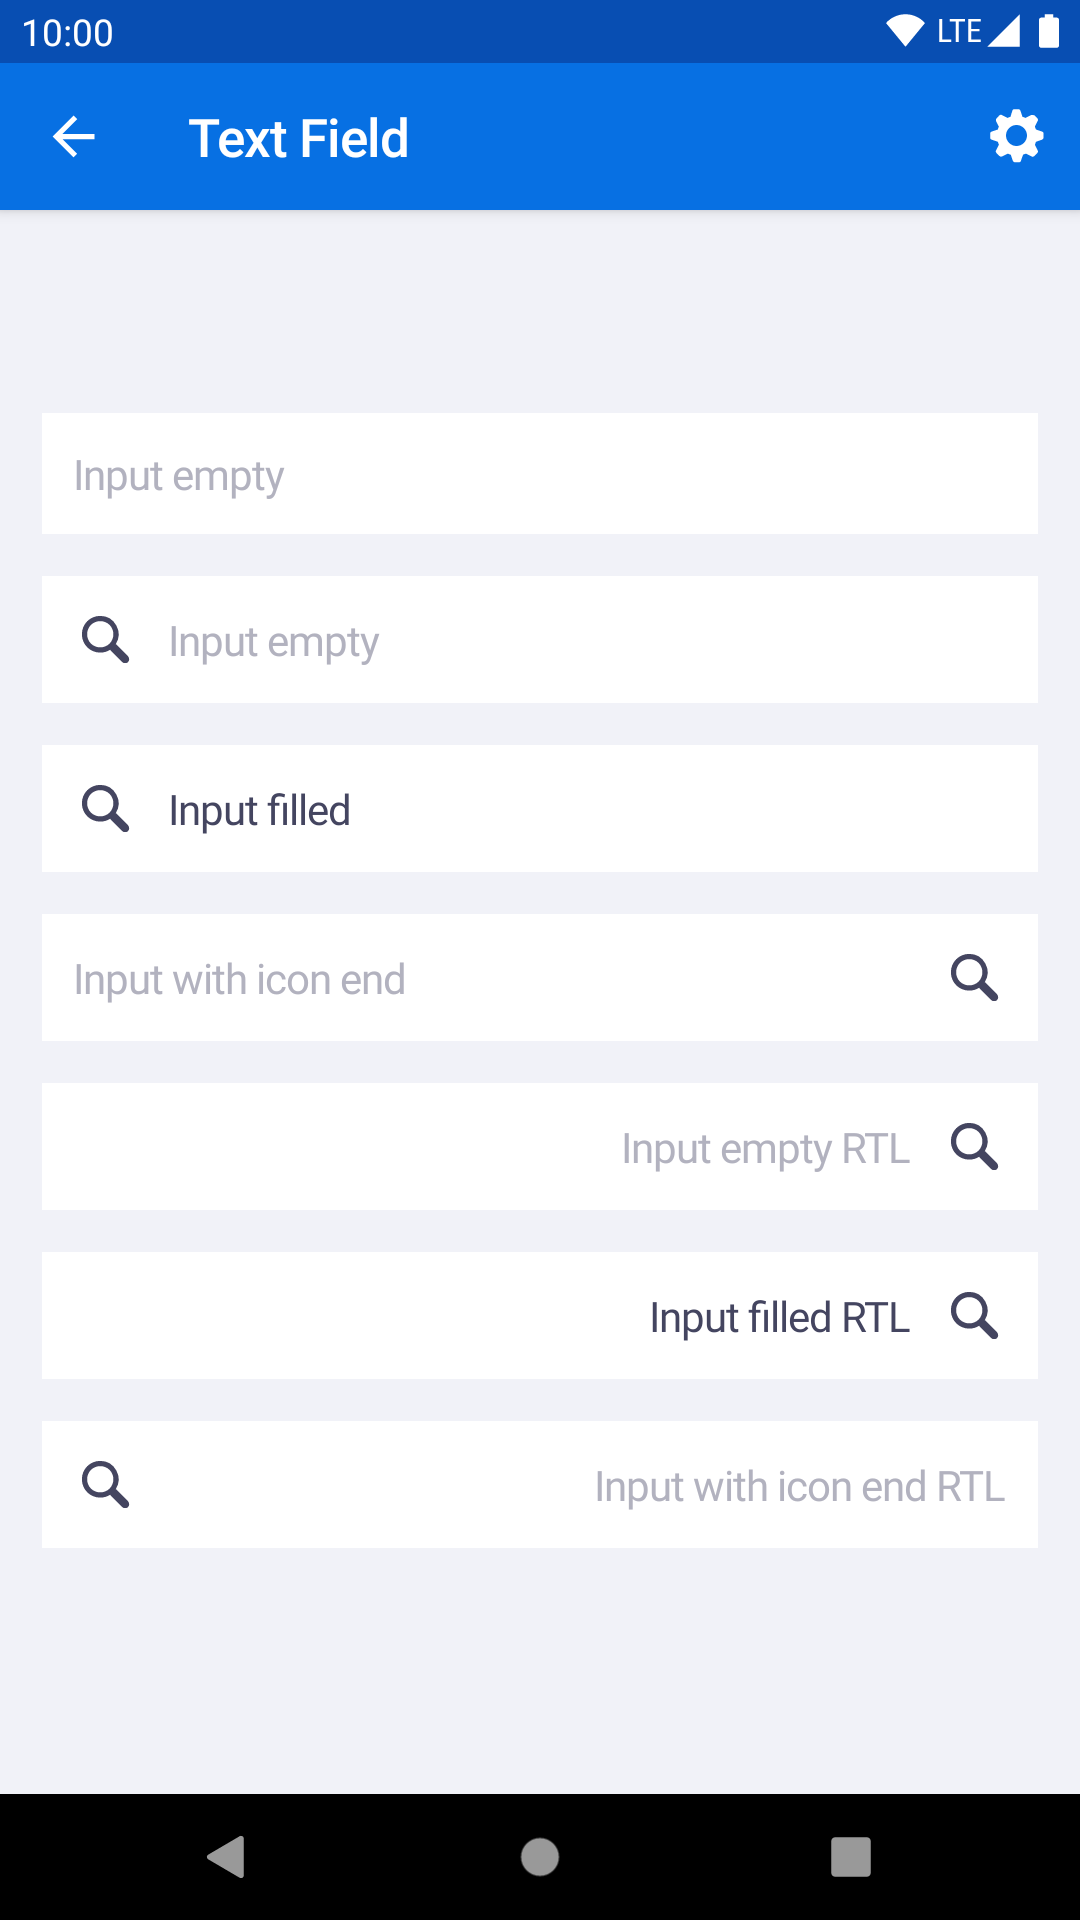 10:00 LTE
Text Field
Input empty
Input empty
Input filled
Input with icon end
Input empty RTL
Input filled RTL
Input with icon end RTL